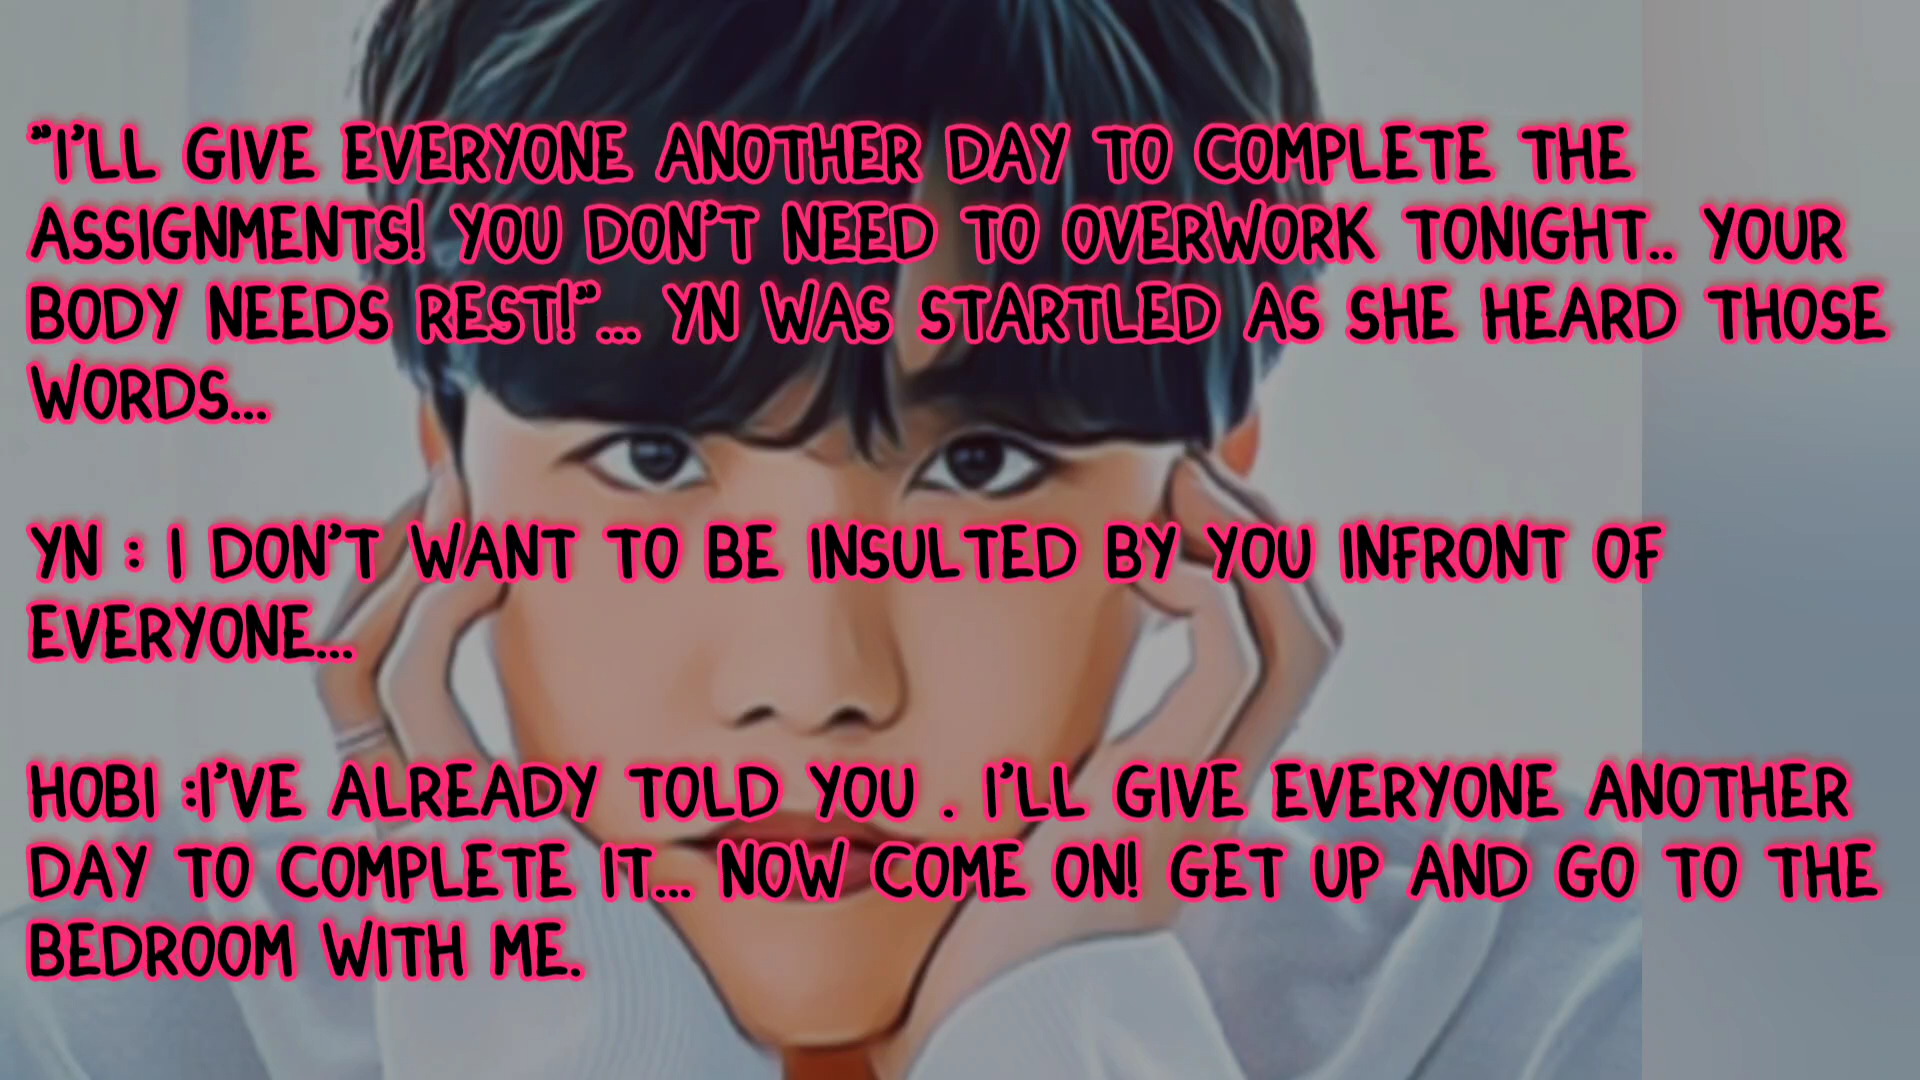 "I'LL GIVE EVERYONE ANOTHER DAY TO COMPLETE THE
ASSIGNMENTS! YOU DON'T NEED TO OVERWORK TONIGHT.. YOUR
BODY NEEDS REST!"... YN WAS STARTLED AS SHE HEARD THOSE
WORDS...
YN : I DON'T WANT TO BE INSULTED BY YOU INFRONT OF
EVERYONE...
HOBI :I'VE ALREADY TOLD YOU . I'LL GIVE EVERYONE ANOTHER
DAY TO COMPLETE IT... NOW COME ON! GET UP AND GO TO THE
BEDROOM WITH ME.